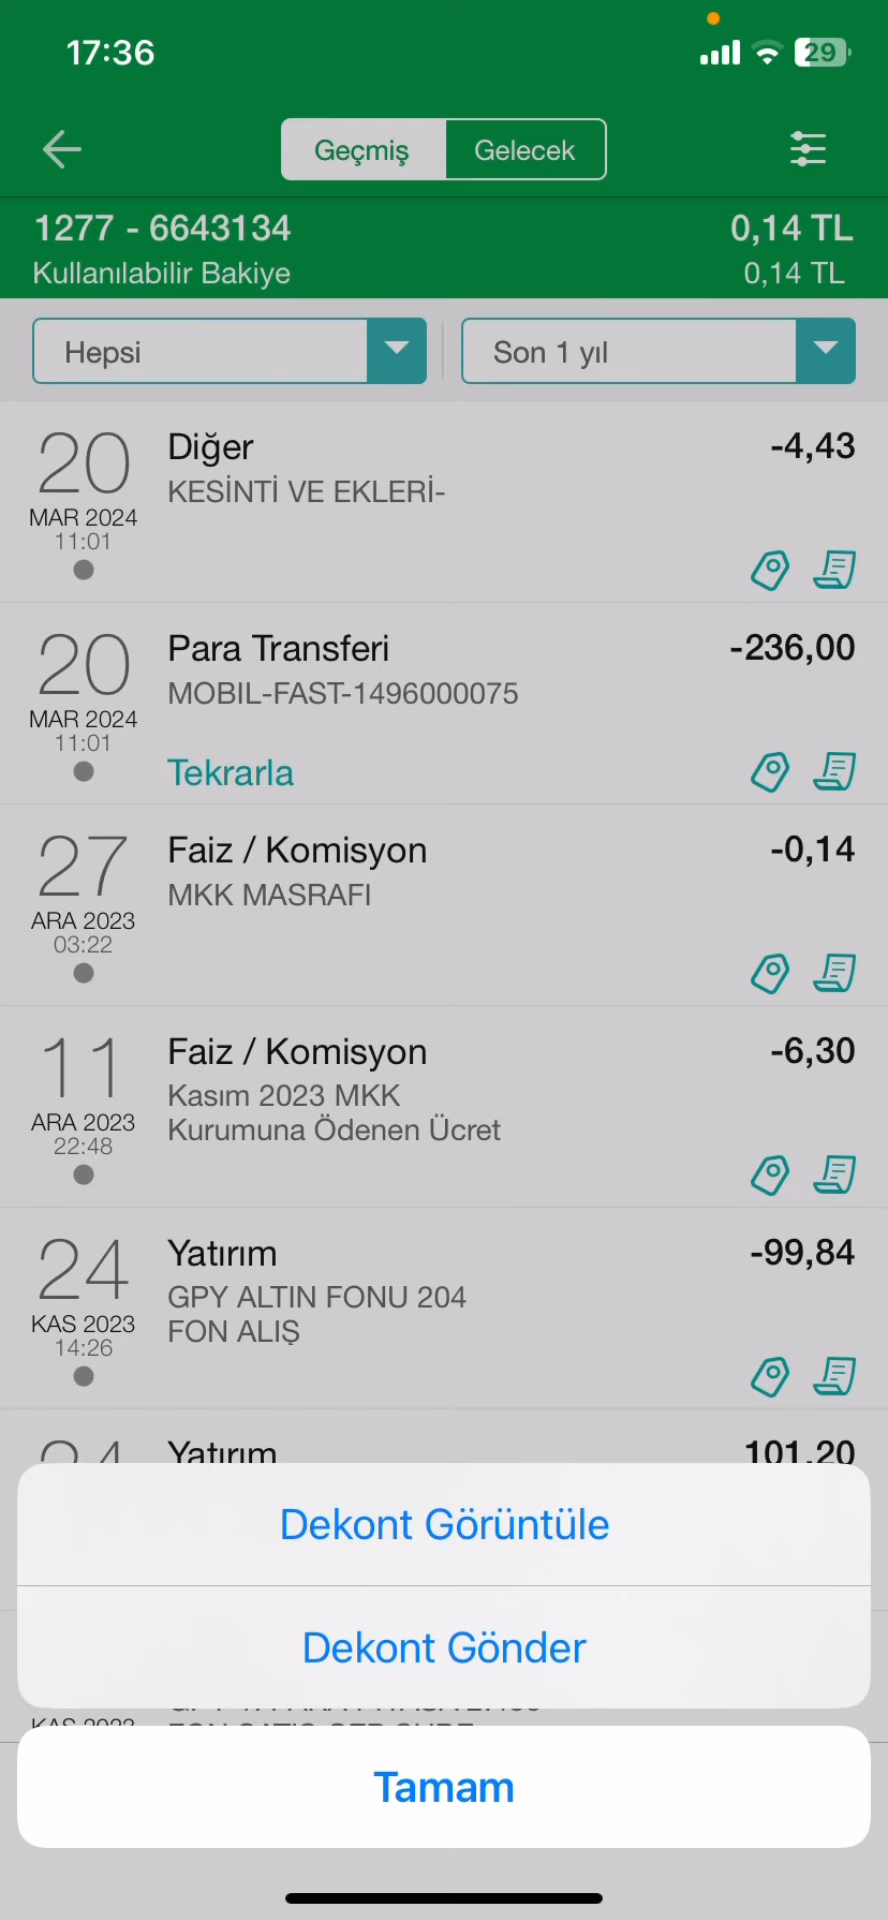 17:36
29
Geçmiş
Gelecek
1277 - 6643134
0,14 TL
Kullanılabilir Bakiye
0,14 TL
Hepsi
Son 1 yıl
20
Diğer
-4,43
KESİNTİ VE EKLERİ-
MAR 2024
11:01
20
Para Transferi
-236,00
MOBIL-FAST-1496000075
MAR 2024
11:01
Tekrarla
27
Faiz / Komisyon
-0,14
MKK MASRAFI
ARA 2023
03:22
11
Faiz / Komisyon
-6,30
Kasım 2023 MKK
ARA 2023
Kurumuna Ödenen Ücret
22:48
24
Yatırım
-99,84
GPY ALTIN FONU 204
KAS 2023
FON ALIŞ
14:26
24
Yatırım
101,20
Dekont Görüntüle
Dekont Gönder
KAS 2023
Tamam